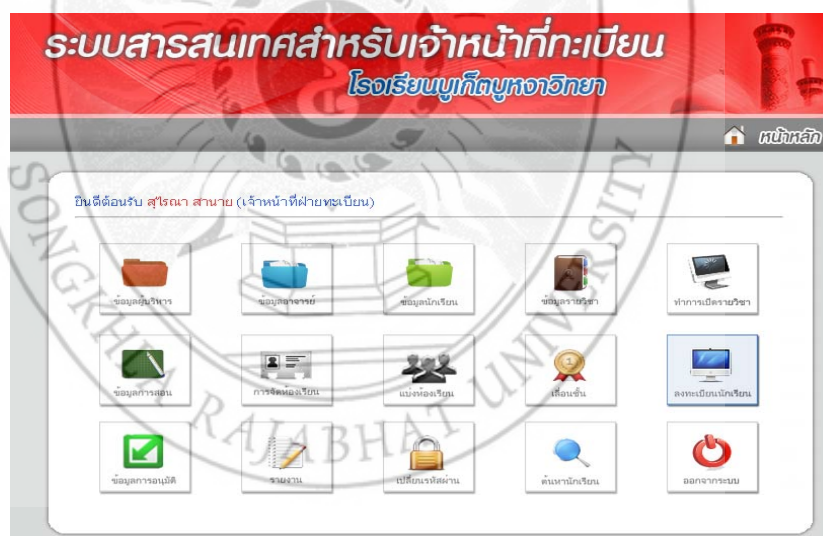 ระบบสารสนเทศสำหรับเจ้าหน้าที่ทะเบียน
โรงเรียนบูเก็ตบูหงาวิทยา
หน้าหลัก
ยินดีต้อนรับ สุไรณา สานาย (เจ้าหน้าที่ฝ่ายทะเบียน)
ข้อมูลผู้บริหาร ข้อมูลอาจารย์ ข้อมูลนักเรียน ข้อมูลรายวิชา ทำการเปิดรายวิชา
ข้อมูลการสอน การจัดห้องเรียน แบ่งห้องเรียน เลื่อนชั้น ลงทะเบียนนักเรียน
ข้อมูลการอนุมัติ รายงาน เปลี่ยนรหัสผ่าน ค้นหานักเรียน ออกจากระบบ
SONGKHLA RAJABHAT UNIVERSITY